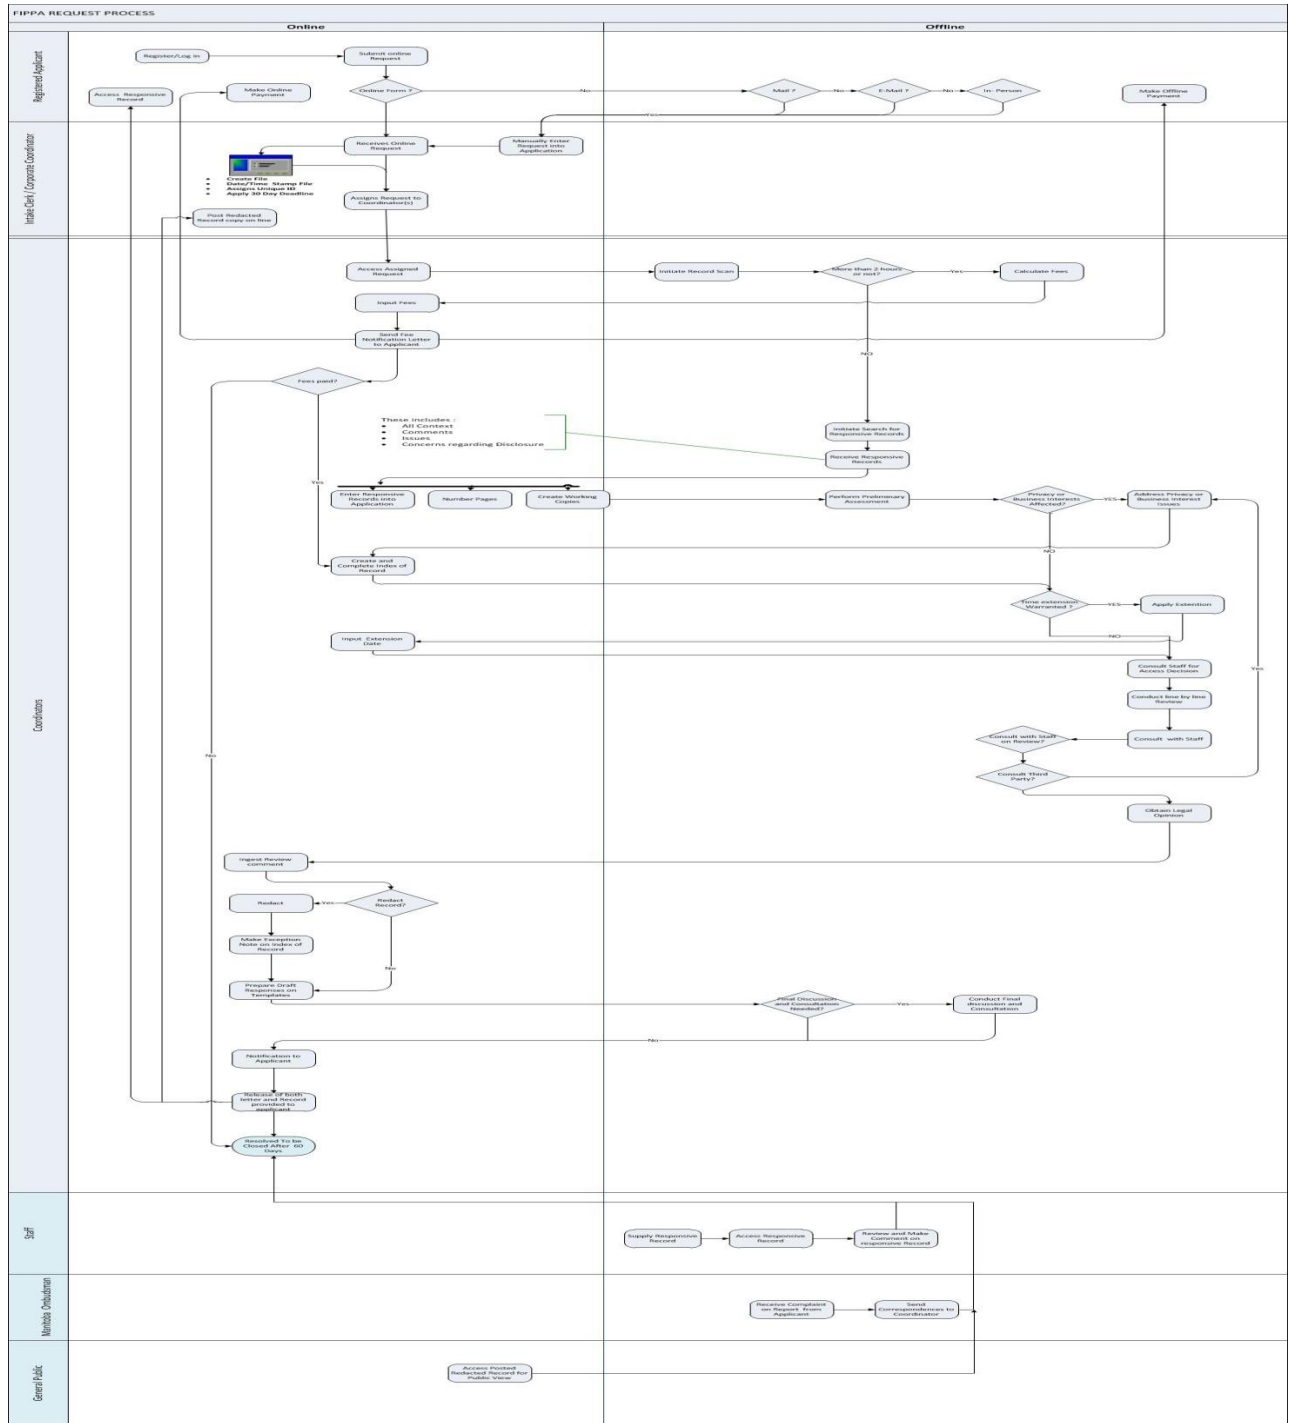 FIPPA REQUEST PROCESS
Online
Offline
Registered Applicant
Register/Log In
Submit online
Request
Access Responsive
Record
Make Online
Payment
Online Form ?
No
Mail ?
No
E-Mail ?
No
In- Person
Make Offline
Payment
Yes
Intake Clerk / Corporate Coordinator
Receives Online
Request
Manually Enter
Request into
Application
• Create File
• Date/Time Stamp File
• Assigns Unique ID
• Apply 30 Day Deadline
Assigns Request to
Coordinator(s)
Post Redacted
Record copy on line
Coordinators
Access Assigned
Request
Initiate Record Scan
More than 2 hours
or not?
Yes
Calculate Fees
Input Fees
Send Fee
Notification Letter
to Applicant
NO
Fees paid?
These includes :
• All Context
• Comments
• Issues
• Concerns regarding Disclosure
Initiate Search for
Responsive Records
Receive Responsive
Records
Yes
Enter Responsive
Records into
Application
Number Pages
Create Working
Copies
Perform Preliminary
Assessment
Privacy or
Business Interests
Affected?
YES
Address Privacy or
Business Interest
Issues
NO
Create and
Complete Index of
Record
Time extension
Warranted ?
YES
Apply Extention
NO
Input Extension
Date
Consult Staff for
Access Decision
Yes
Conduct line by line
Review
Consult with Staff
on Review?
Consult with Staff
No
Consult Third
Party?
Obtain Legal
Opinion
Ingest Review
comment
Redact
Yes
Redact
Record?
Make Exception
Note on Index of
Record
No
Prepare Draft
Responses on
Templates
Final Discussion
and Consultation
Needed?
Yes
Conduct Final
discussion and
Consultation
No
Notification to
Applicant
Release of both
letter and Record
provided to
applicant
Resolved To be
Closed After 60
Days
Staff
Supply Responsive
Record
Access Responsive
Record
Review and Make
Comment on
responsive Record
Manitoba Ombudsman
Receive Complaint
on Report from
Applicant
Send
Correspondences to
Coordinator
General Public
Access Posted
Redacted Record for
Public View